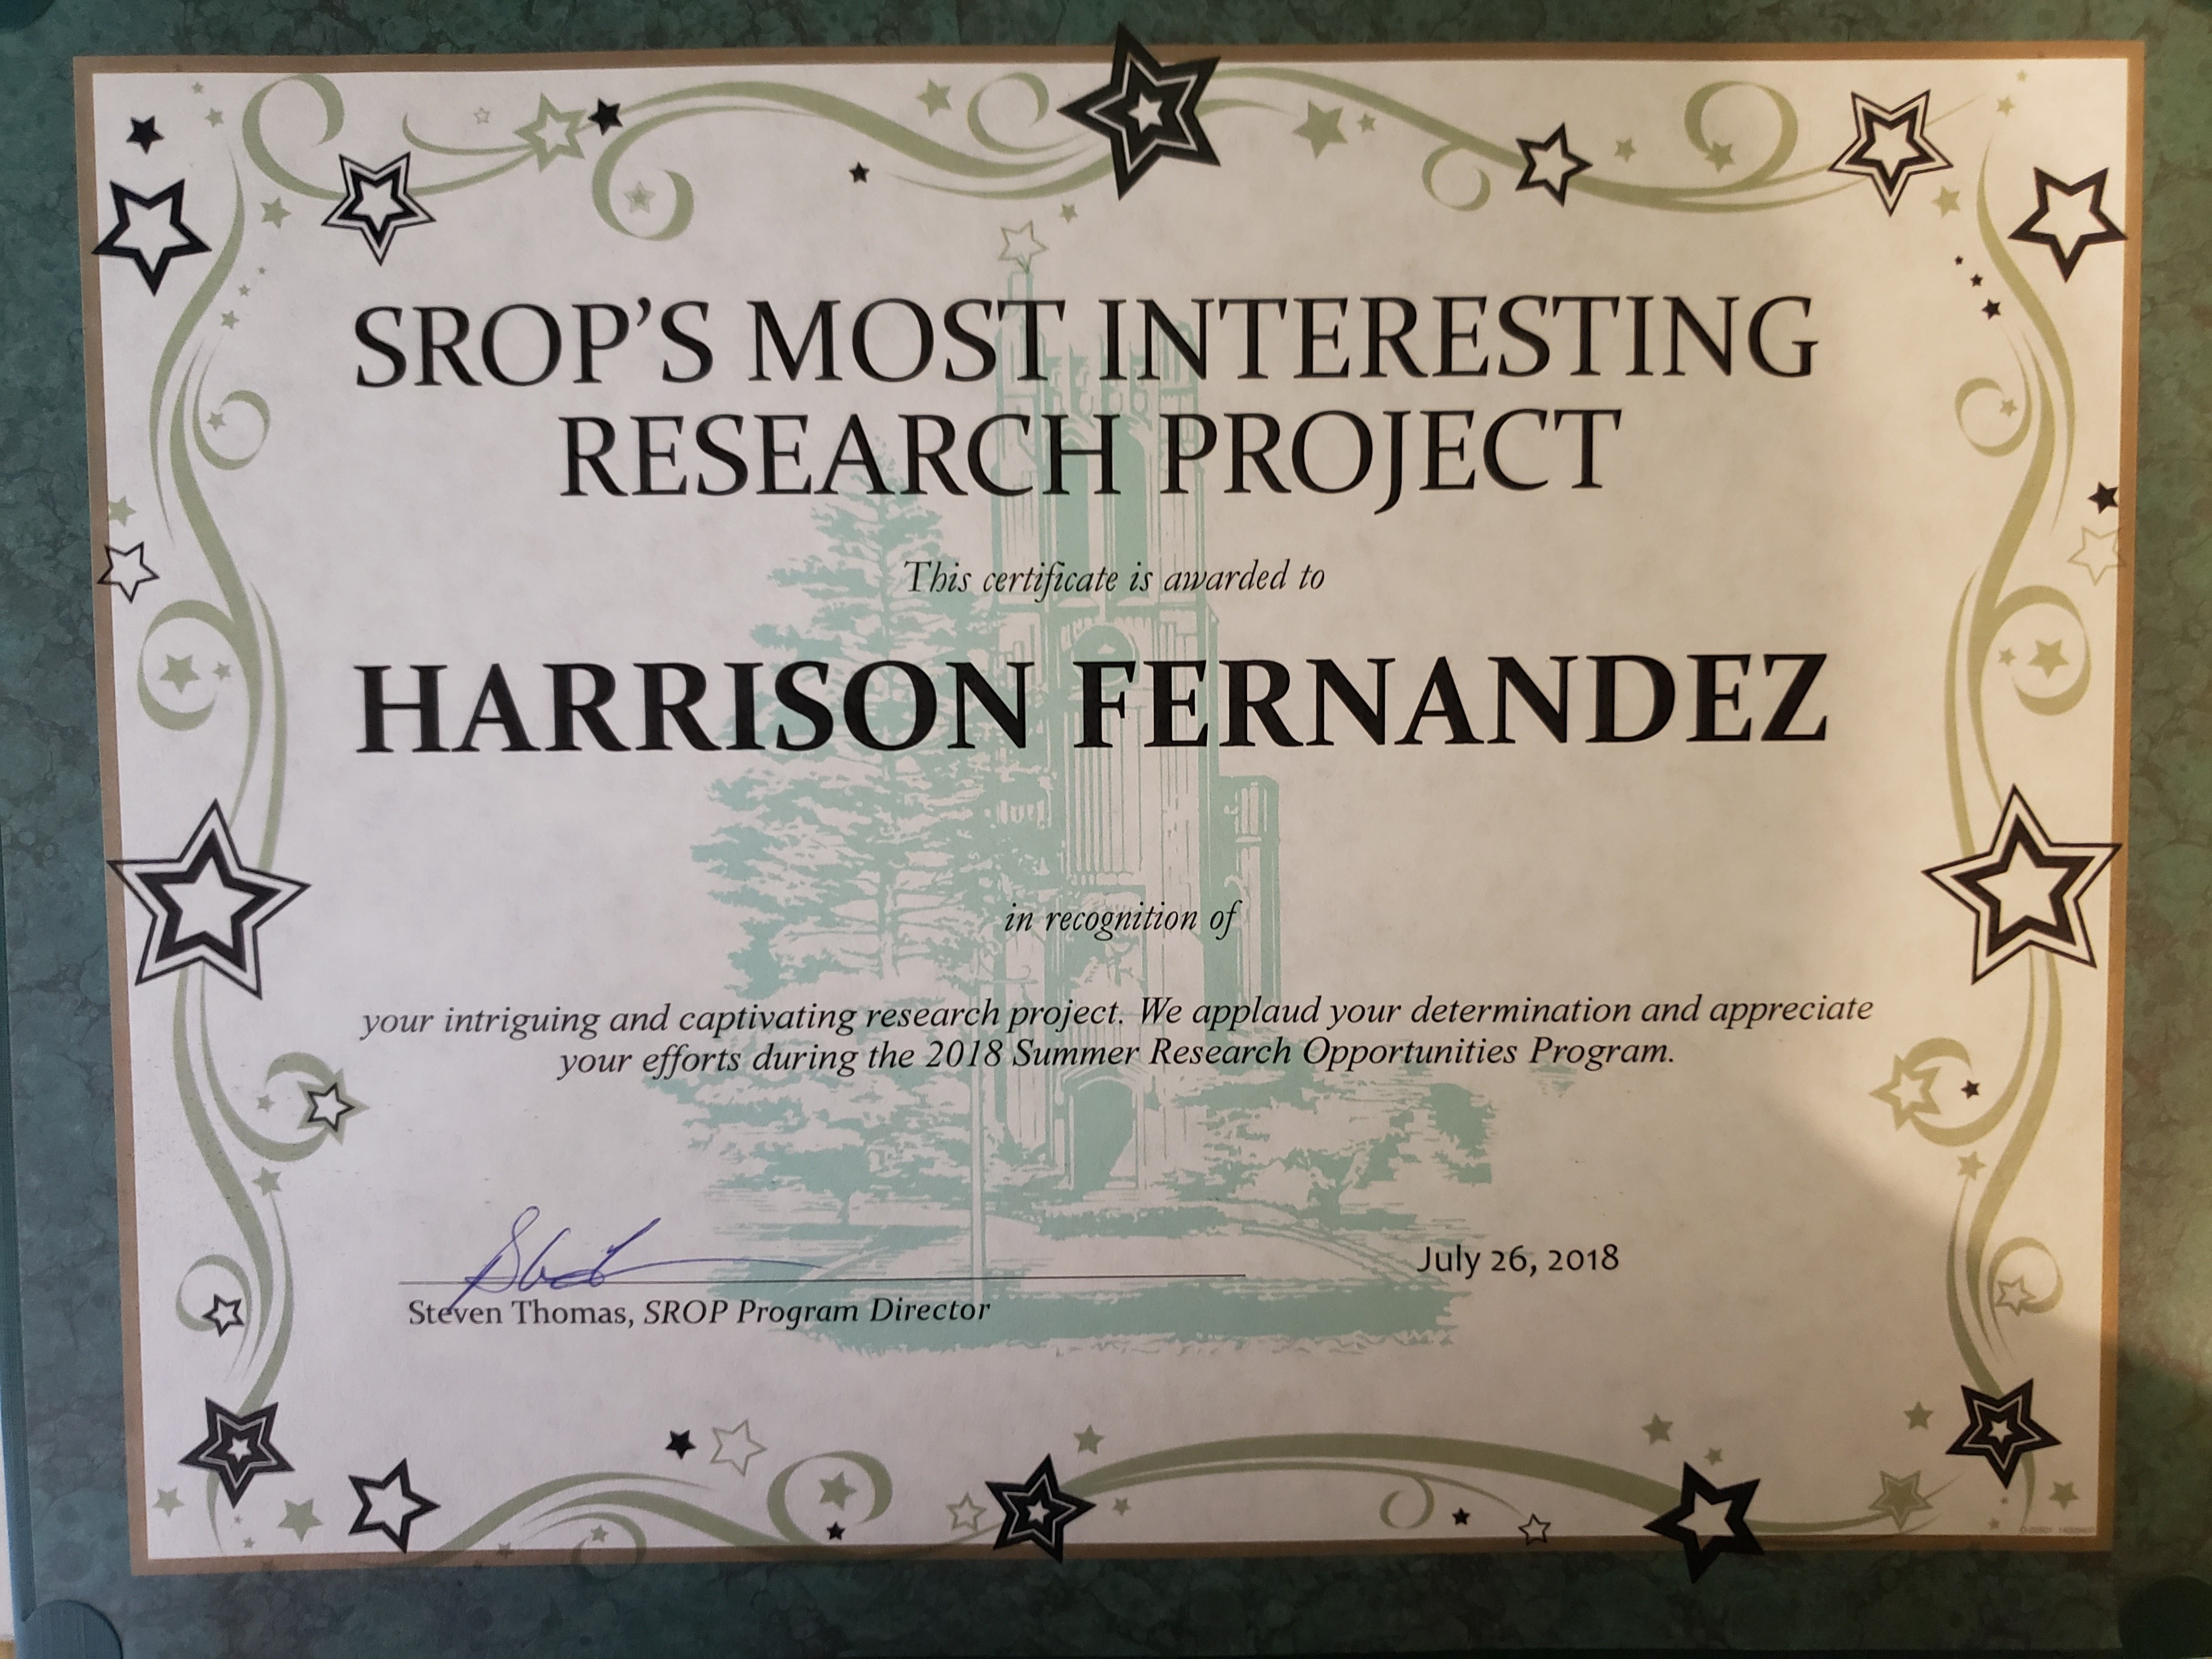 SROP'S MOST INTERESTING
RESEARCH PROJECT
This certificate is awarded to
HARRISON FERNANDEZ
in recognition of
your intriguing and captivating research project. We applaud your determination and appreciate
your efforts during the 2018 Summer Research Opportunities Program.
July 26, 2018
Steven Thomas, SROP Program Director